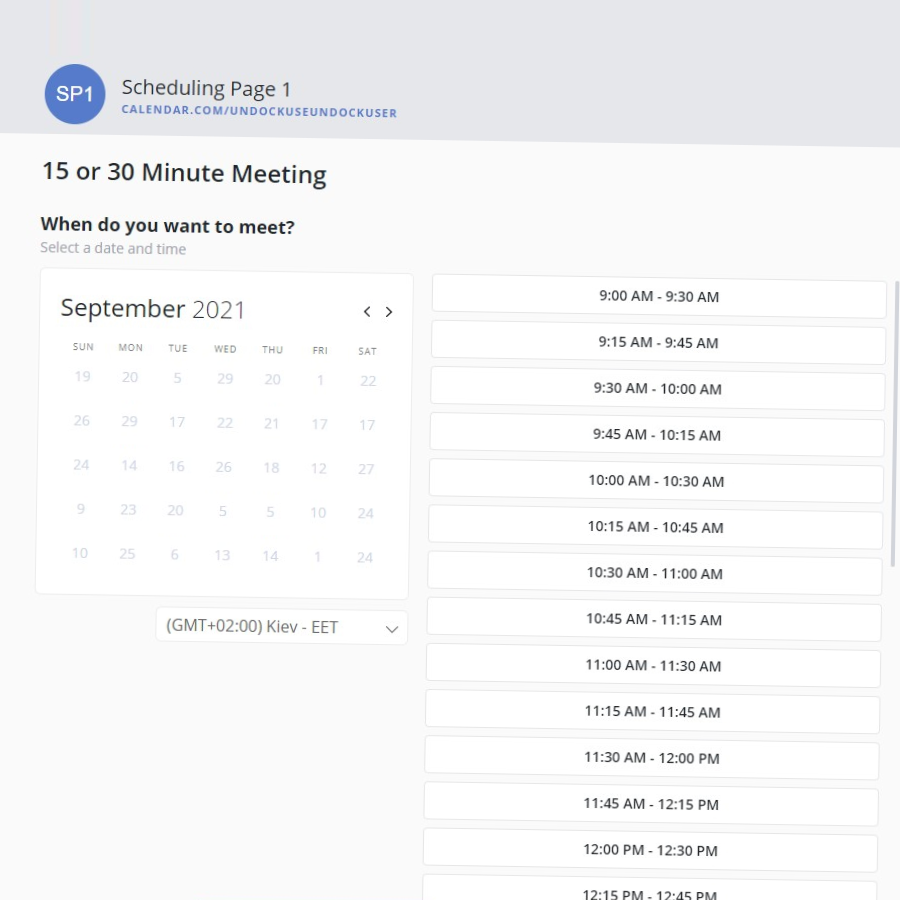 SP1
Scheduling Page 1
CALENDAR.COM/UNDOCKUSEUNDOCKUSER
15 or 30 Minute Meeting
When do you want to meet?
Select a date and time
September 2021
SUN MON TUE WED THU FRI SAT
19 20 5 29 20 1 22
26 29 17 22 21 17 17
24 14 16 26 18 12 27
9 23 20 5 5 10 24
10 25 6 13 14 1 24
(GMT+02:00) Kiev - EET
9:00 AM - 9:30 AM
9:15 AM - 9:45 AM
9:30 AM - 10:00 AM
9:45 AM - 10:15 AM
10:00 AM - 10:30 AM
10:15 AM - 10:45 AM
10:30 AM - 11:00 AM
10:45 AM - 11:15 AM
11:00 AM - 11:30 AM
11:15 AM - 11:45 AM
11:30 AM - 12:00 PM
11:45 AM - 12:15 PM
12:00 PM - 12:30 PM
12:15 PM - 12:45 PM